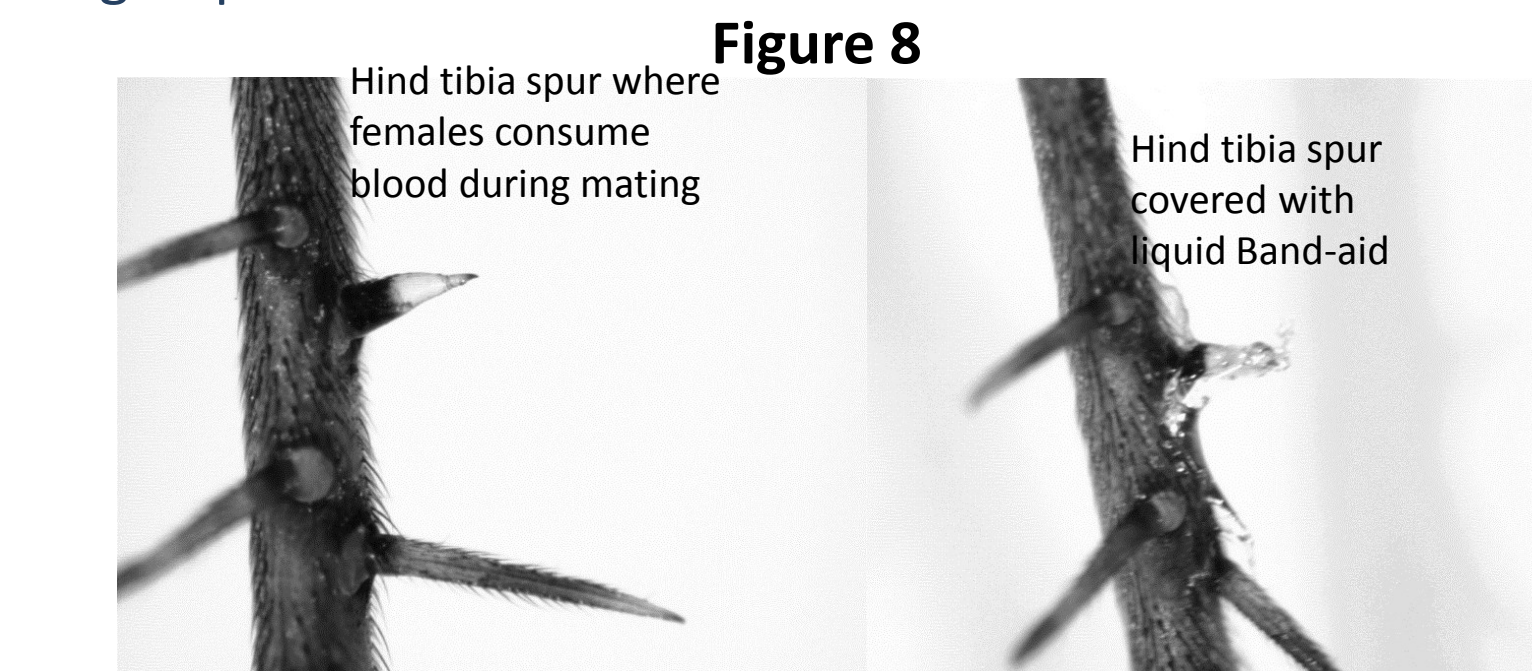 Figure 8
Hind tibia spur where
females consume
blood during mating
Hind tibia spur
covered with
liquid Band-aid